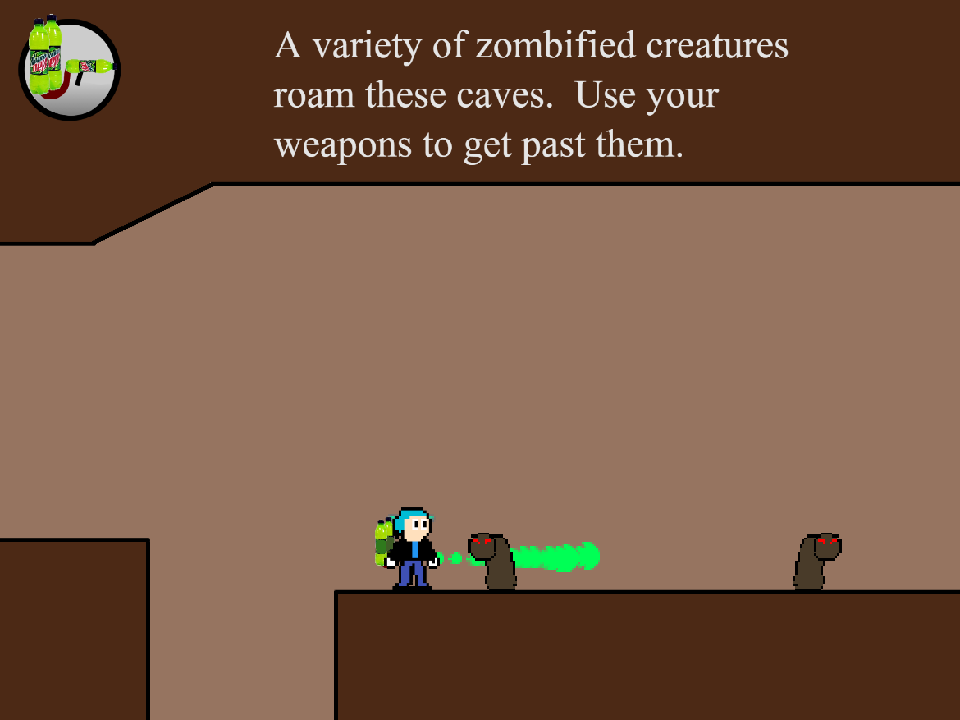 A variety of zombified creatures
roam these caves.  Use your
weapons to get past them.